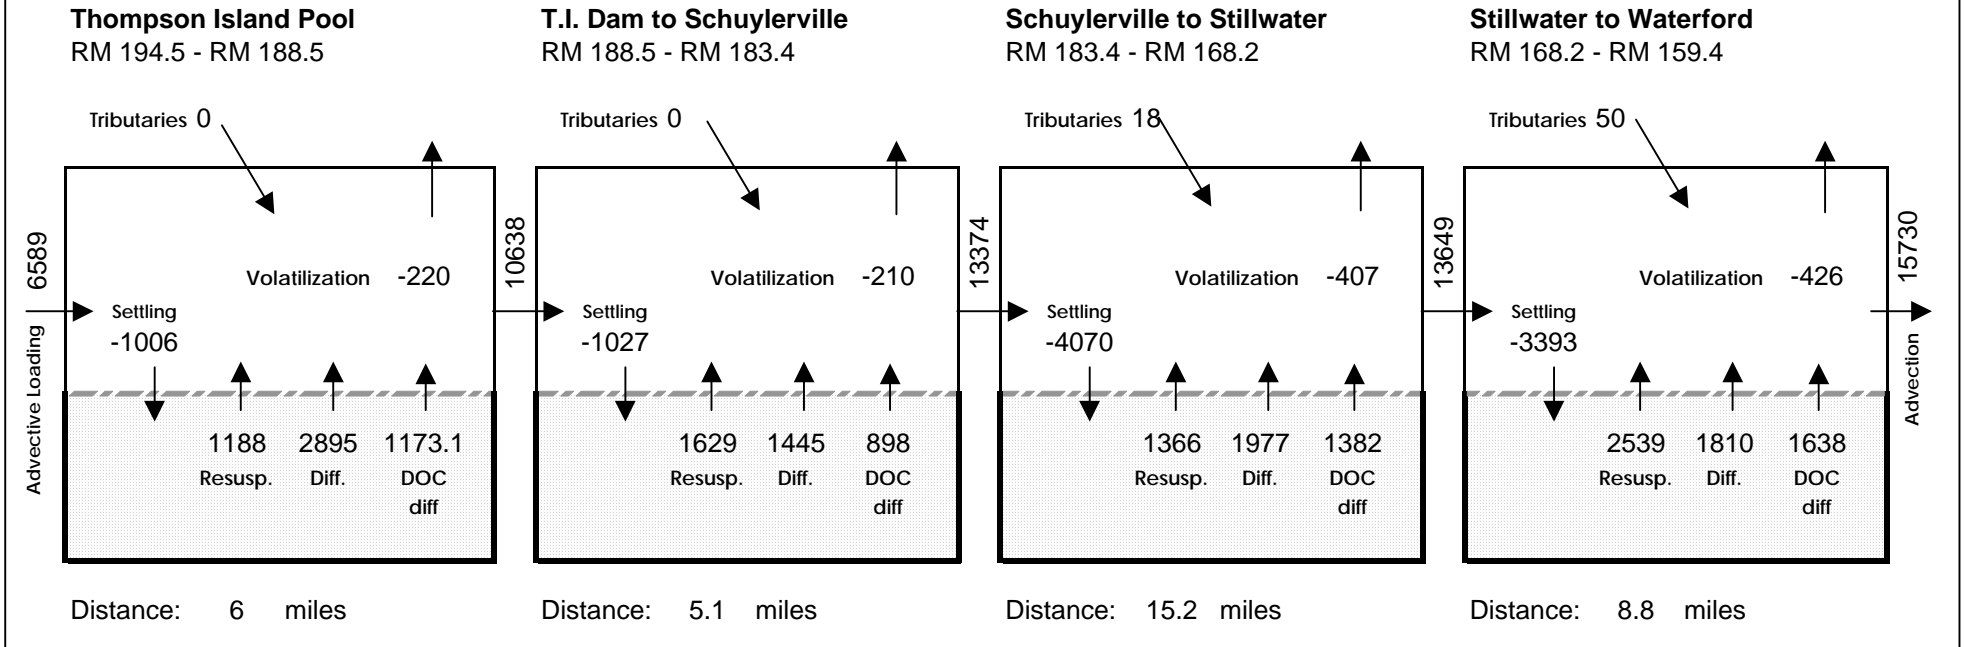 Thompson Island Pool
RM 194.5 - RM 188.5
Tributaries 0
6589
Advective Loading
Volatilization -220
Settling
-1006
1188 2895 1173.1
Resusp. Diff. DOC
diff
Distance: 6 miles
10638
T.I. Dam to Schuylerville
RM 188.5 - RM 183.4
Tributaries 0
Volatilization -210
Settling
-1027
1629 1445 898
Resusp. Diff. DOC
diff
Distance: 5.1 miles
13374
Schuylerville to Stillwater
RM 183.4 - RM 168.2
Tributaries 18
Volatilization -407
Settling
-4070
1366 1977 1382
Resusp. Diff. DOC
diff
Distance: 15.2 miles
13649
Stillwater to Waterford
RM 168.2 - RM 159.4
Tributaries 50
Volatilization -426
Settling
-3393
2539 1810 1638
Resusp. Diff. DOC
diff
Distance: 8.8 miles
15730
Advection